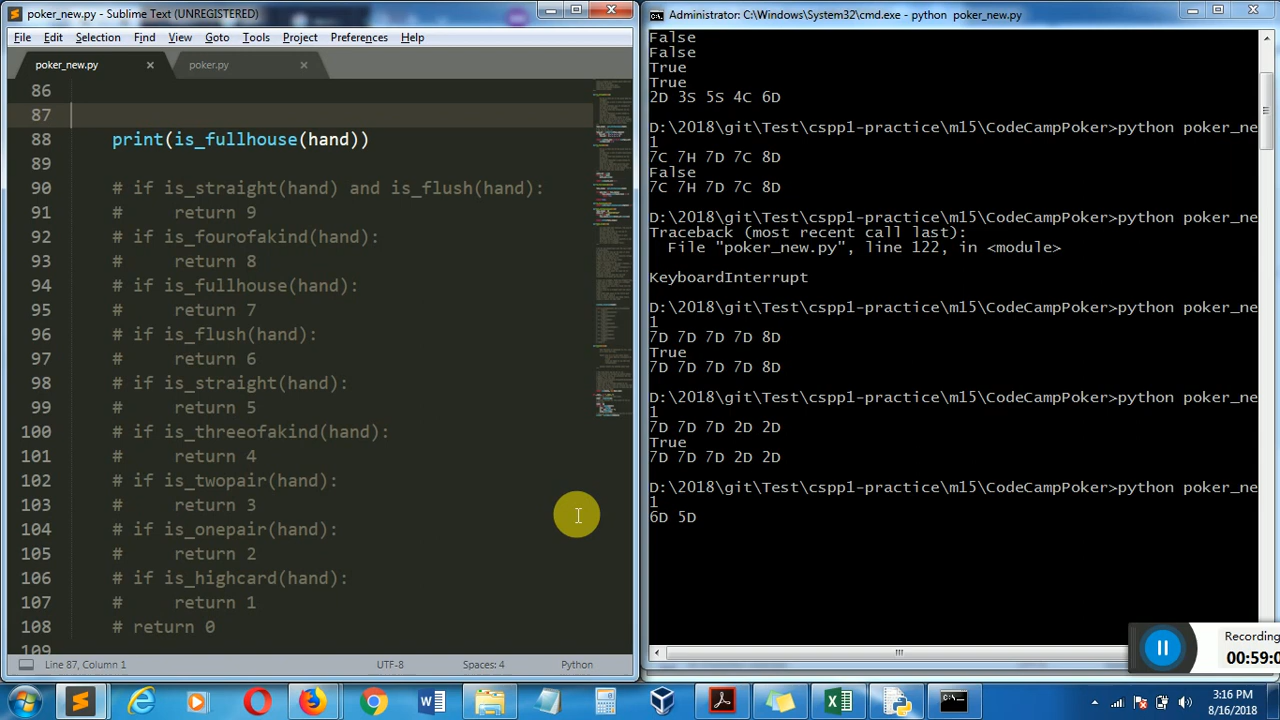 poker_new.py - Sublime Text (UNREGISTERED)
File Edit Selection Find View Goto Tools Project Preferences Help
poker_new.py
poker.py
86
87
88 print(is_fullhouse(hand))
89
90 # if is_straight(hand) and is_flush(hand):
91 #     return 9
92 # if is_fourofakind(hand):
93 #     return 8
94 # if is_fullhouse(hand):
95 #     return 7
96 # if is_flush(hand):
97 #     return 6
98 # if is_straight(hand):
99 #     return 5
100 # if is_threeofakind(hand):
101 #     return 4
102 # if is_twopair(hand):
103 #     return 3
104 # if is_onepair(hand):
105 #     return 2
106 # if is_highcard(hand):
107 #     return 1
108 # return 0
109
Line 87, Column 1
UTF-8
Spaces: 4
Python
Administrator: C:\Windows\System32\cmd.exe - python  poker_new.py
False
False
True
True
2D 3S 5S 4C 6D
D:\2018\git\Test\cspp1-practice\m15\CodeCampPoker>python poker_ne
1
7C 7H 7D 7C 8D
False
7C 7H 7D 7C 8D
D:\2018\git\Test\cspp1-practice\m15\CodeCampPoker>python poker_ne
Traceback (most recent call last):
File "poker_new.py", line 122, in <module>
KeyboardInterrupt
D:\2018\git\Test\cspp1-practice\m15\CodeCampPoker>python poker_ne
1
7D 7D 7D 7D 8D
True
7D 7D 7D 7D 8D
D:\2018\git\Test\cspp1-practice\m15\CodeCampPoker>python poker_ne
1
7D 7D 7D 2D 2D
True
7D 7D 7D 2D 2D
D:\2018\git\Test\cspp1-practice\m15\CodeCampPoker>python poker_ne
1
6D 5D
Recording
00:59:0
3:16 PM
8/16/2018